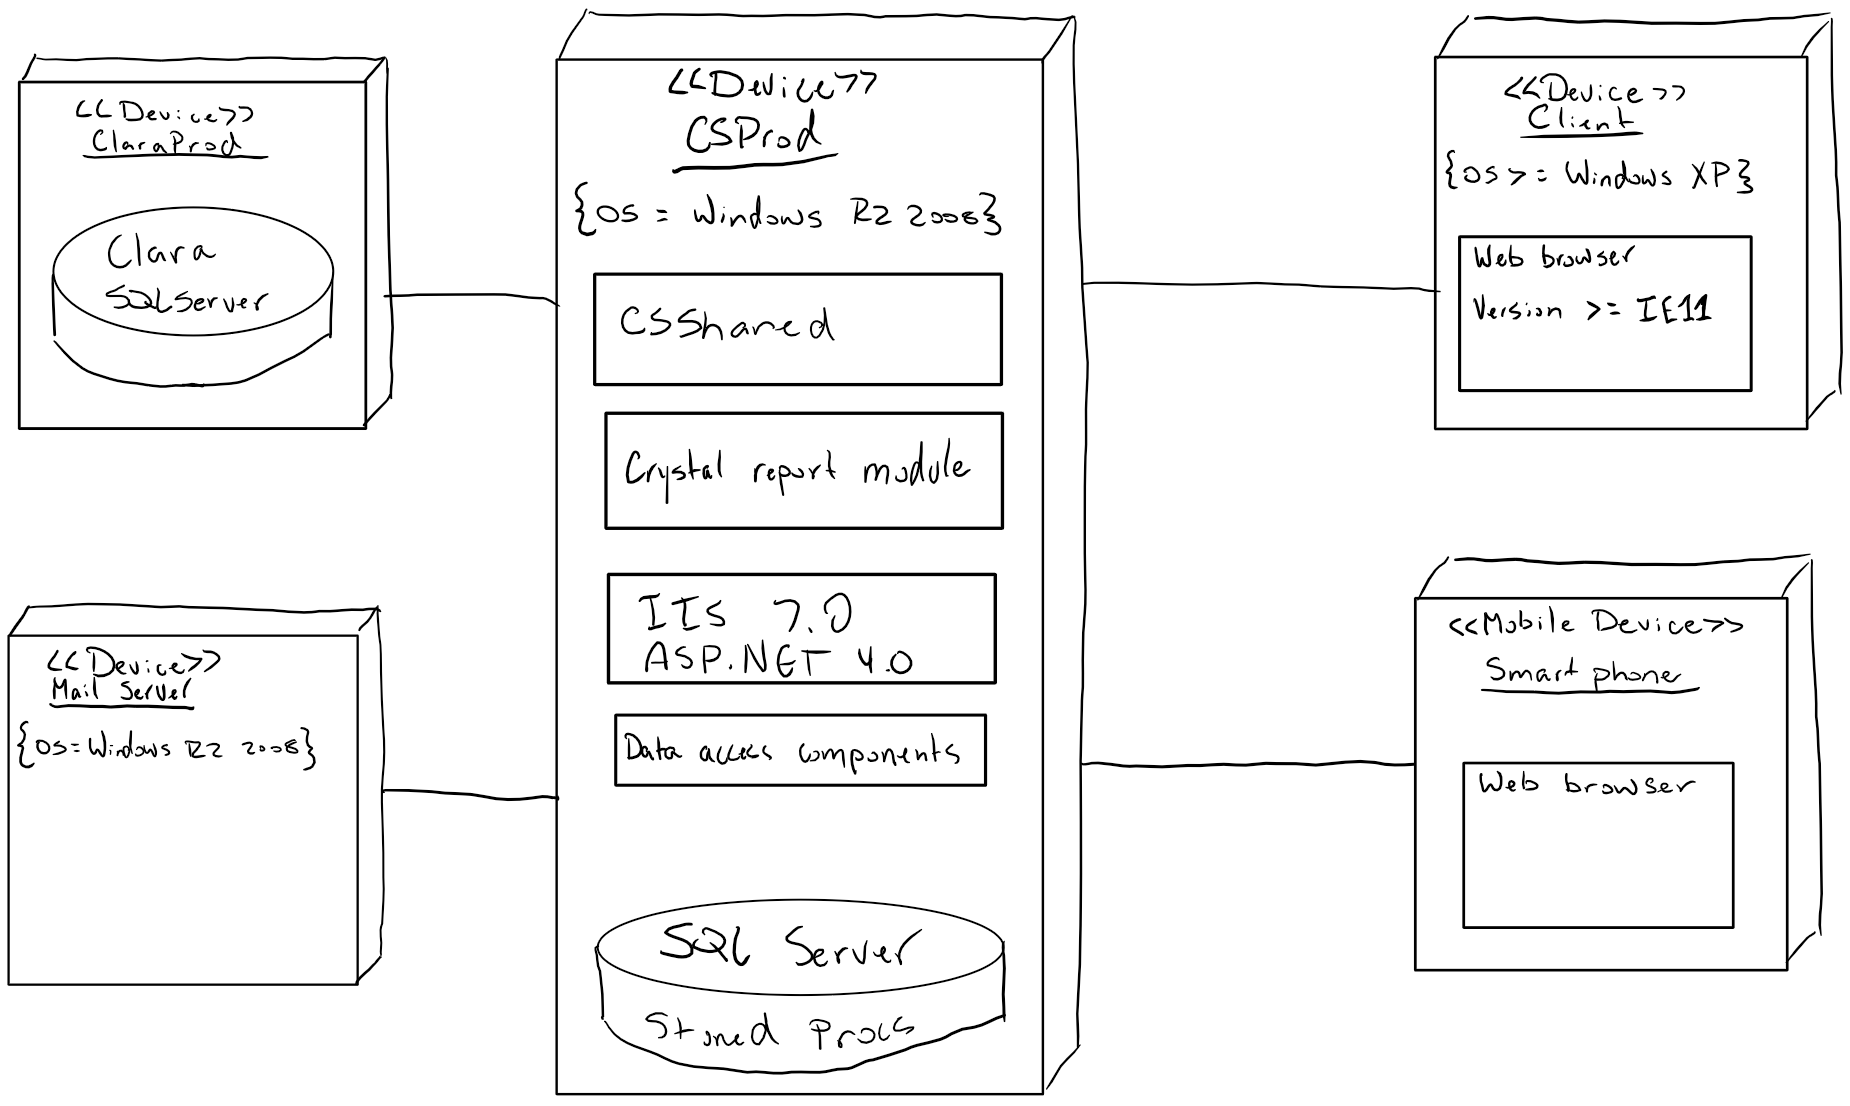 <<Device>>
ClaraProd
Clara
SQLServer
<<Device>>
Mail Server
{OS=Windows R2 2008}
<<Device>>
CSProd
{OS = Windows R2 2008}
CSShared
Crystal report module
IIS 7.0
ASP.NET 4.0
Data access components
SQL Server
Stored Procs
<<Device>>
Client
{OS >= Windows XP}
Web browser
Version >= IE11
<<Mobile Device>>
Smart phone
Web browser